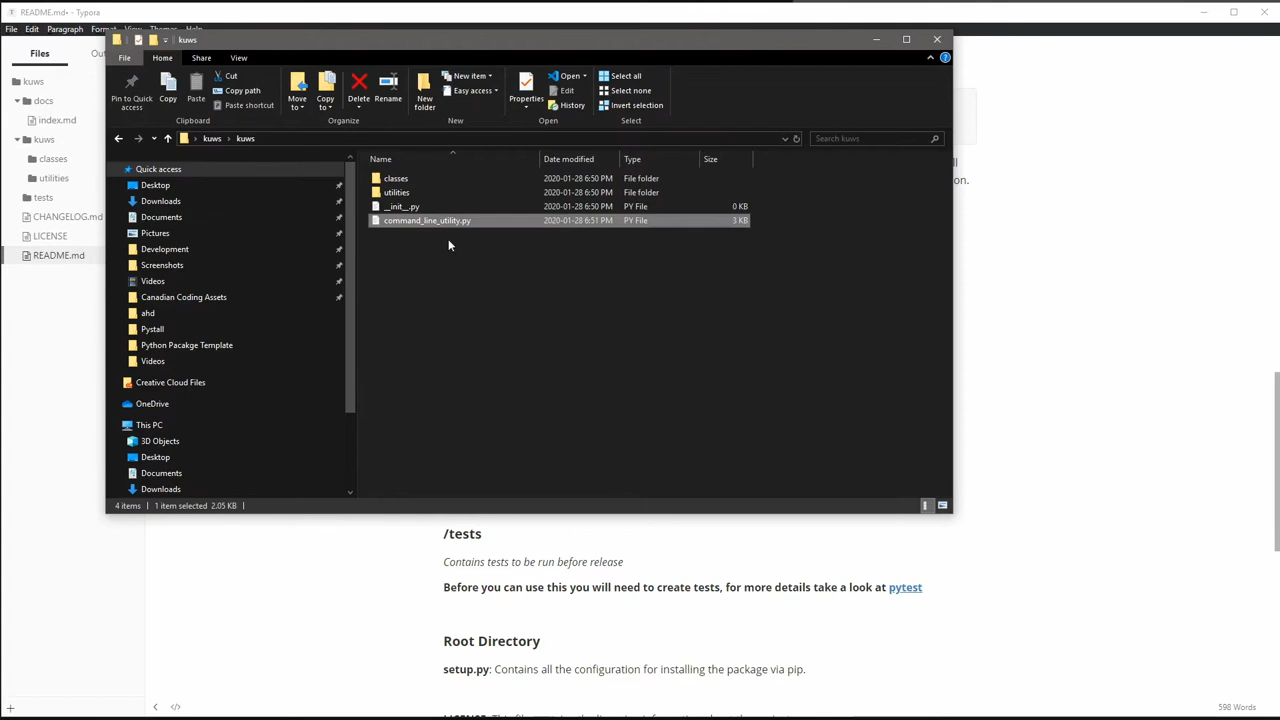 README.md• - Typora
File Edit Paragraph Format View Themes Help
Files Ou
kuws
docs
index.md
kuws
classes
utilities
tests
CHANGELOG.md
LICENSE
README.md
kuws
File Home Share View
Pin to Quick access
Copy
Paste
Cut
Copy path
Paste shortcut
Clipboard
Move to
Copy to
Delete
Rename
Organize
New folder
New item
Easy access
New
Properties
Open
Edit
History
Open
Select all
Select none
Invert selection
Select
kuws › kuws
Search kuws
Name Date modified Type Size
classes 2020-01-28 6:50 PM File folder
utilities 2020-01-28 6:50 PM File folder
__init__.py 2020-01-28 6:50 PM PY File 0 KB
command_line_utility.py 2020-01-28 6:51 PM PY File 3 KB
Quick access
Desktop
Downloads
Documents
Pictures
Development
Screenshots
Videos
Canadian Coding Assets
ahd
Pystall
Python Pacakge Template
Videos
Creative Cloud Files
OneDrive
This PC
3D Objects
Desktop
Documents
Downloads
4 items 1 item selected 2.05 KB
on.
/tests
Contains tests to be run before release
Before you can use this you will need to create tests, for more details take a look at pytest
Root Directory
setup.py: Contains all the configuration for installing the package via pip.
598 Words